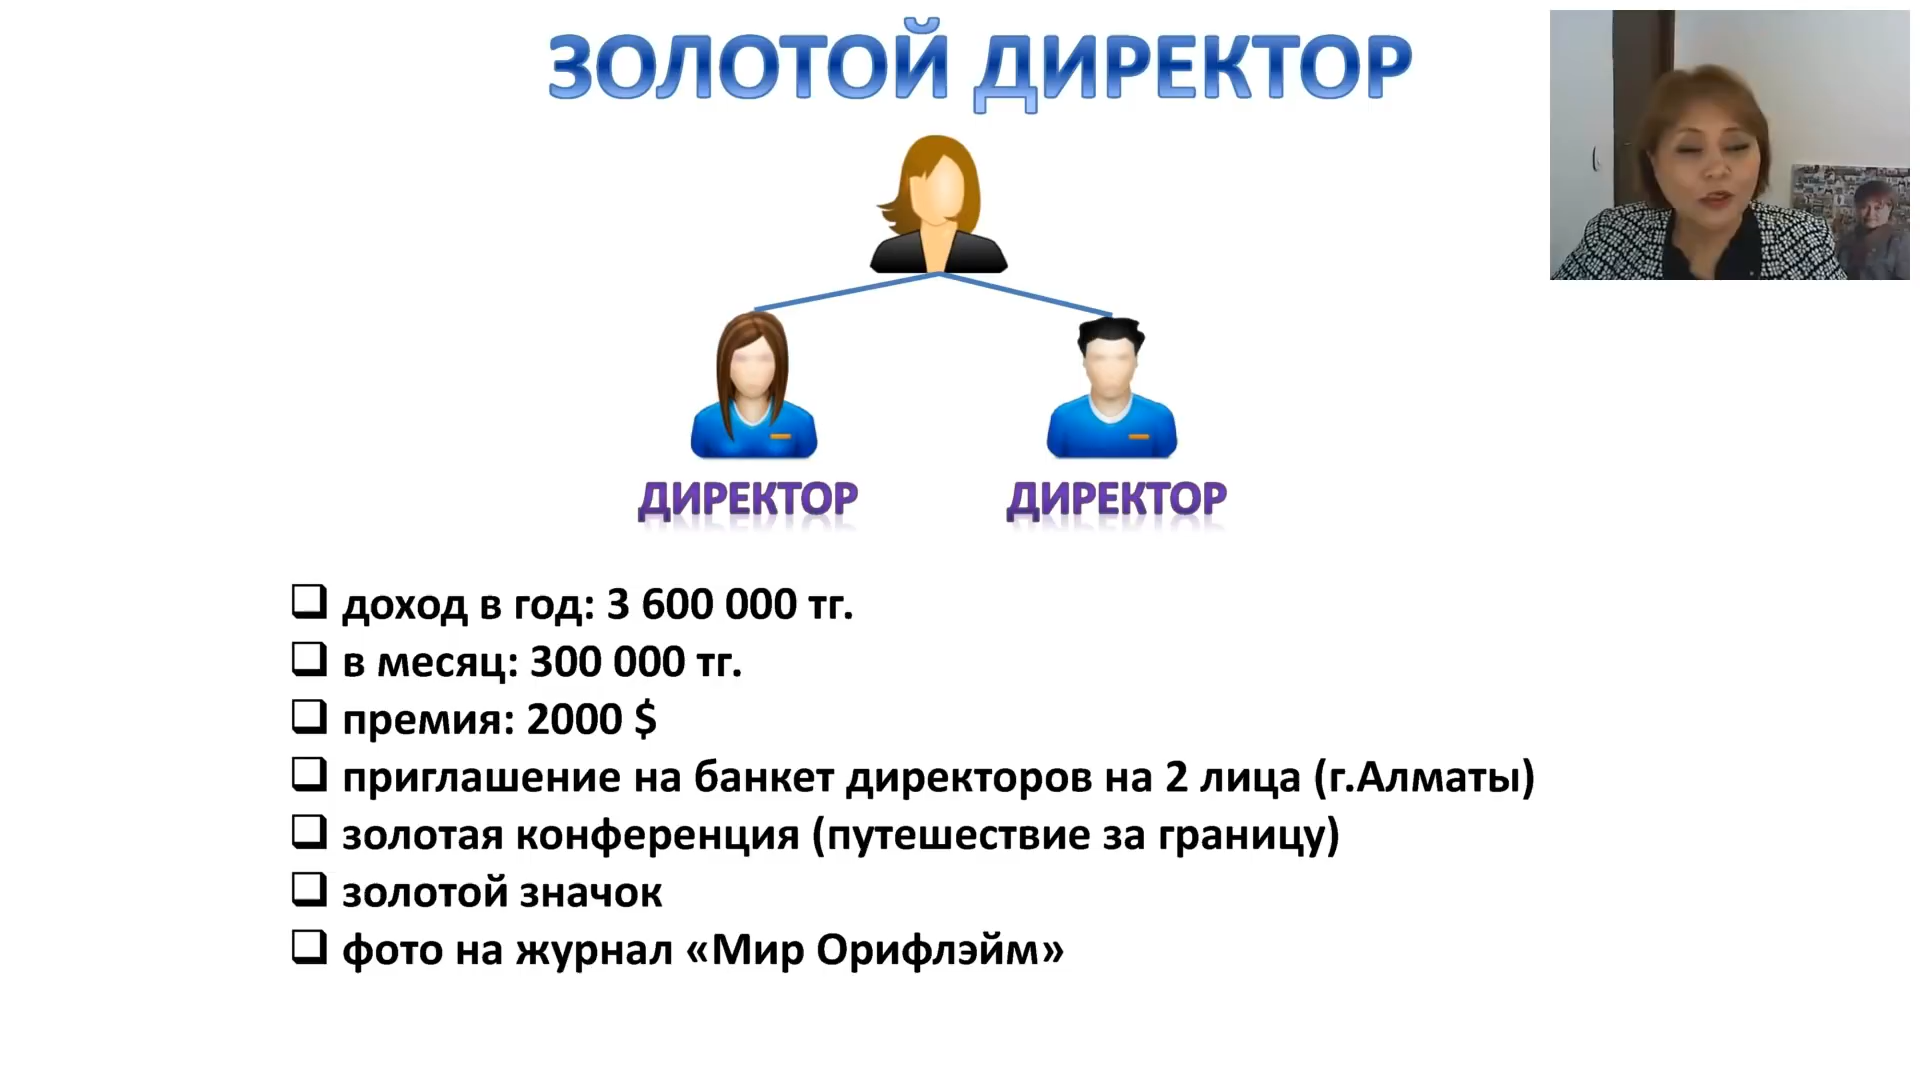 ЗОЛОТОЙ ДИРЕКТОР
ДИРЕКТОР ДИРЕКТОР
доход в год: 3 600 000 тг.
в месяц: 300 000 тг.
премия: 2000 $
приглашение на банкет директоров на 2 лица (г.Алматы)
золотая конференция (путешествие за границу)
золотой значок
фото на журнал «Мир Орифлэйм»